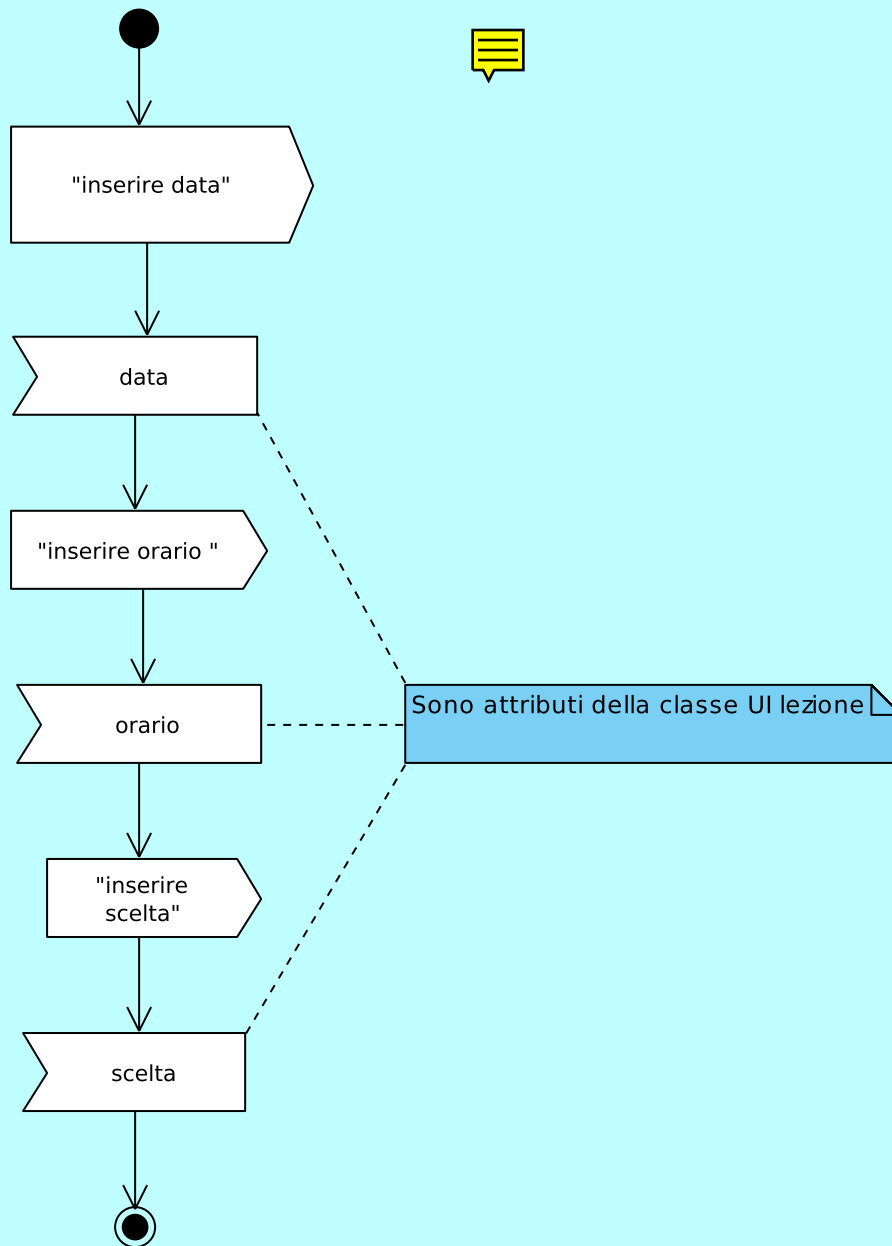 "inserire data"
data
"inserire orario "
orario
Sono attributi della classe UI lezione
"inserire
scelta"
scelta